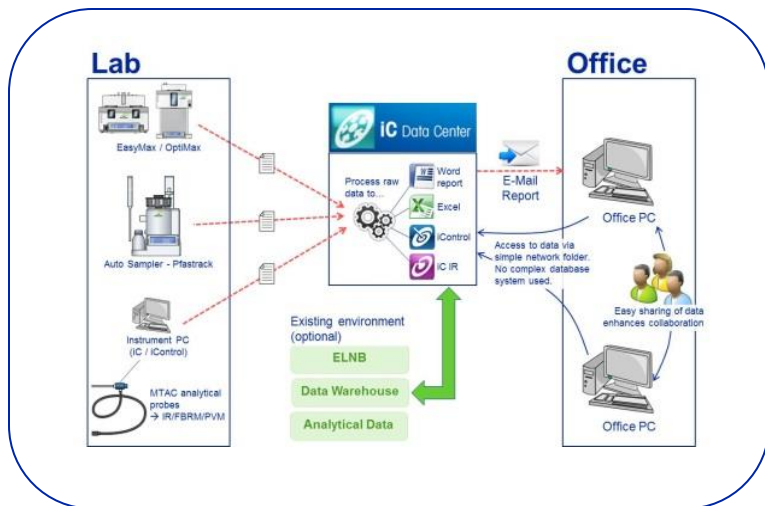 Lab
EasyMax / OptiMax
Auto Sampler - Pfastrack
Instrument PC
(iC / iControl)
MTAC analytical
probes
→ IR/FBRM/PVM
iC Data Center
Process raw
data to…
Word
report
Excel
iControl
iC IR
Existing environment
(optional)
ELNB
Data Warehouse
Analytical Data
E-Mail
Report
Office
Office PC
Access to data via
simple network folder.
No complex database
system used.
Easy sharing of data
enhances collaboration
Office PC